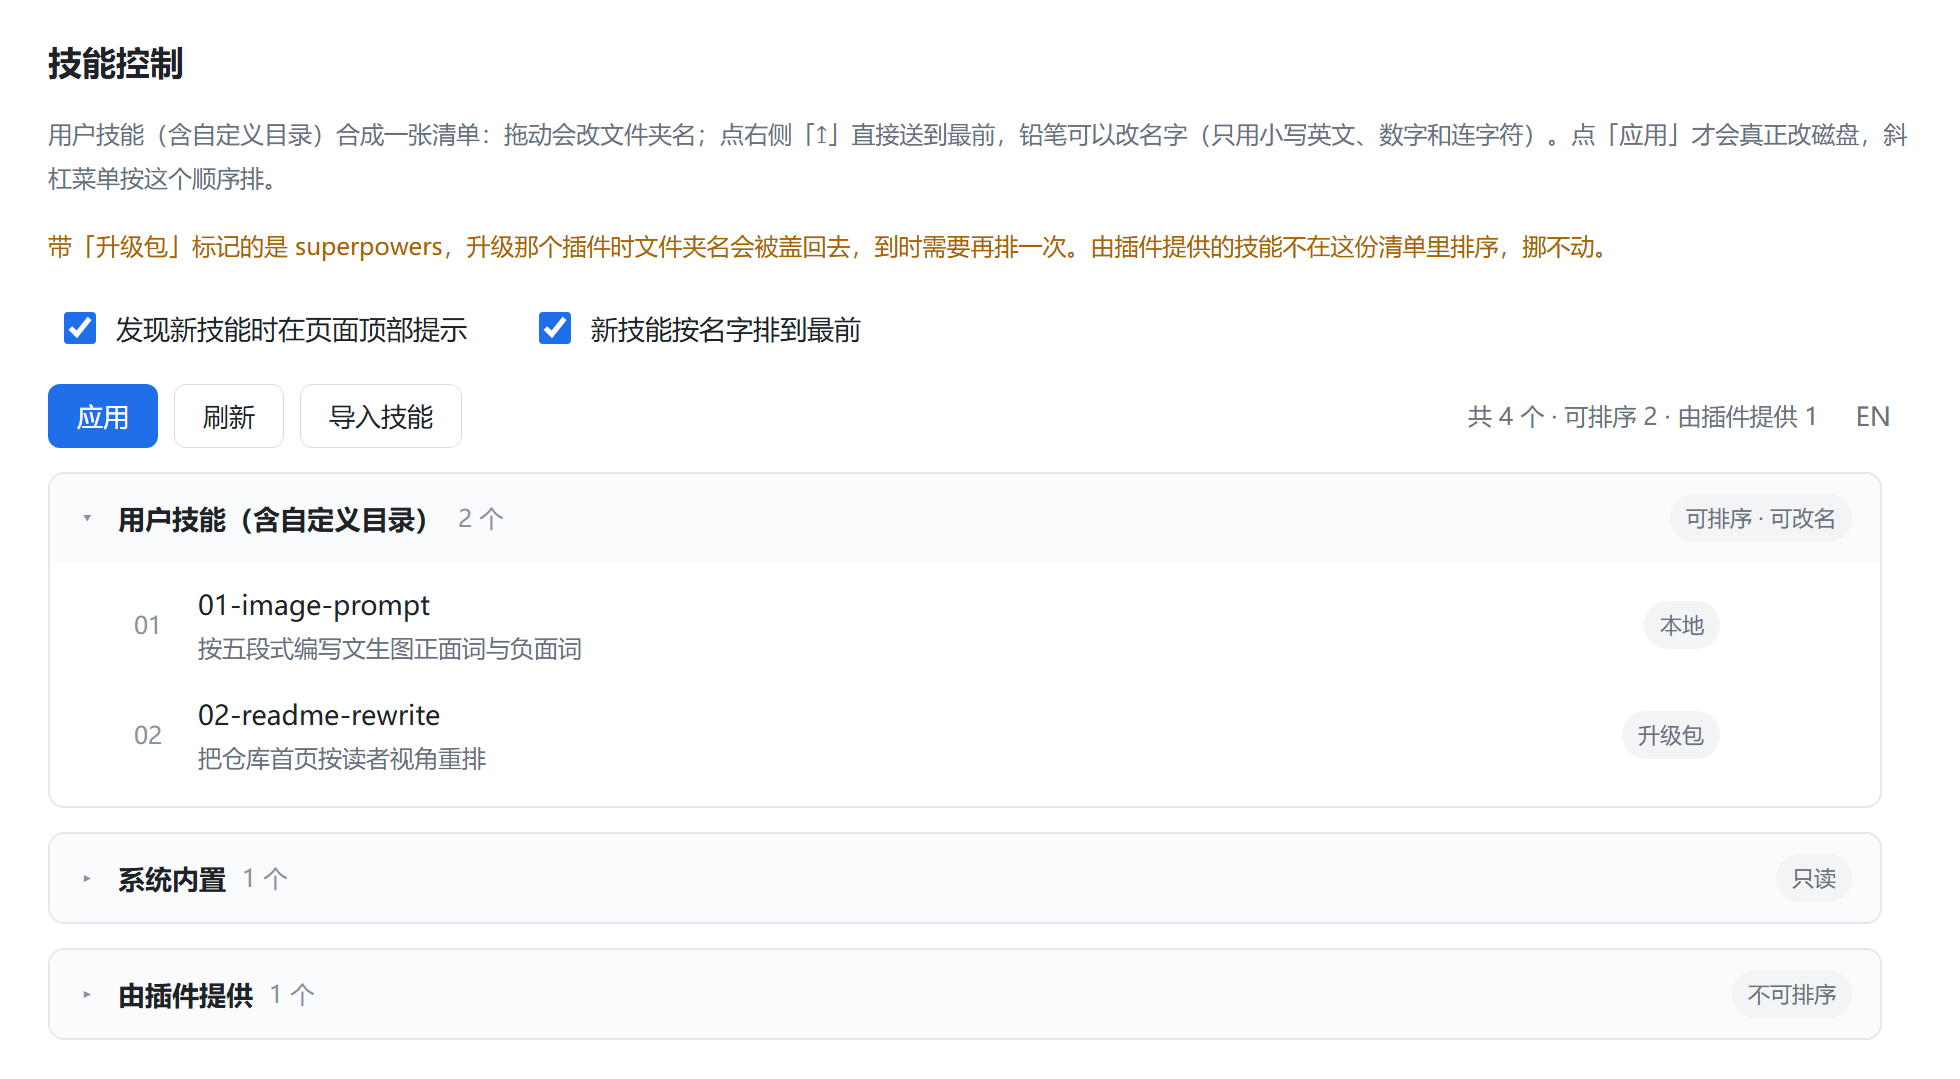 技能控制
用户技能（含自定义目录）合成一张清单：拖动会改文件夹名；点右侧「↥」直接送到最前，铅笔可以改名字（只用小写英文、数字和连字符）。点「应用」才会真正改磁盘，斜
杠菜单按这个顺序排。
带「升级包」标记的是 superpowers，升级那个插件时文件夹名会被盖回去，到时需要再排一次。由插件提供的技能不在这份清单里排序，挪不动。
发现新技能时在页面顶部提示 新技能按名字排到最前
应用 刷新 导入技能 共 4 个 · 可排序 2 · 由插件提供 1 EN
用户技能（含自定义目录） 2 个 可排序 · 可改名
01-image-prompt
01 本地
按五段式编写文生图正面词与负面词
02-readme-rewrite
02 升级包
把仓库首页按读者视角重排
系统内置 1 个 只读
由插件提供 1 个 不可排序